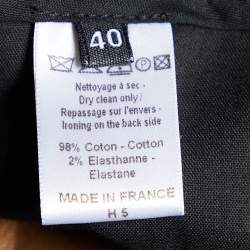 40
Nettoyage à sec -
Dry clean only /
Repassage sur l'envers -
Ironing on the back side
98% Coton - Cotton
2% Elasthanne -
Elastane
MADE IN FRANCE
H 5